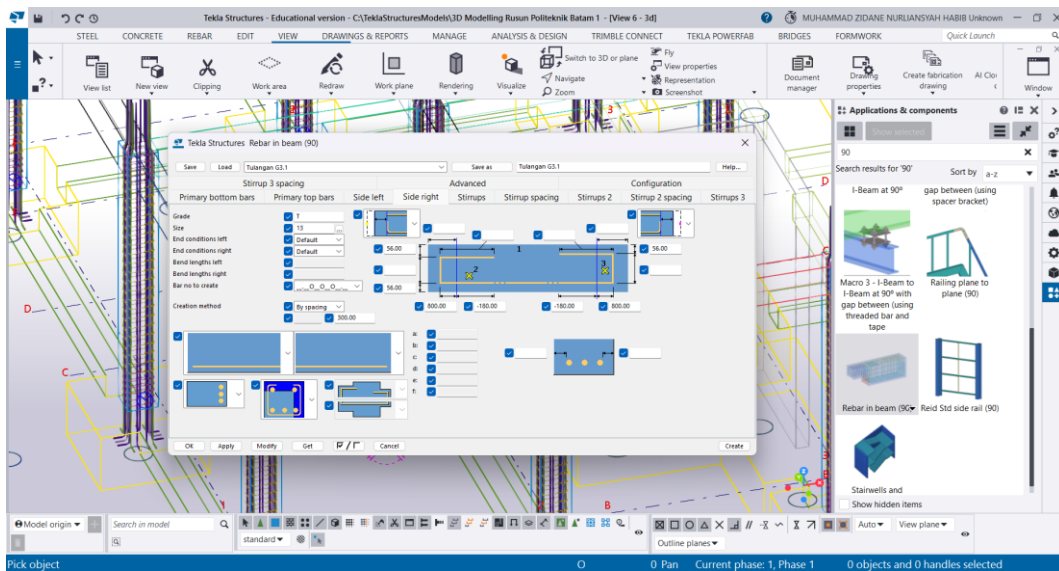 Tekla Structures - Educational version - C:\TeklaStructuresModels\3D Modelling Rusun Politeknik Batam 1 - [View 6 - 3d]
MUHAMMAD ZIDANE NURLIANSYAH HABIB Unknown
STEEL CONCRETE REBAR EDIT VIEW DRAWINGS & REPORTS MANAGE ANALYSIS & DESIGN TRIMBLE CONNECT TEKLA POWERFAB BRIDGES FORMWORK Quick Launch
View list
New view
Clipping
Work area
Redraw
Work plane
Rendering
Visualize
Switch to 3D or plane
Navigate
Zoom
Fly
View properties
Representation
Screenshot
Document manager
Drawing properties
Create fabrication drawing
AI Clo
Window
Tekla Structures Rebar in beam (90)
Save Load Tulangan G3.1 Save as Tulangan G3.1 Help...
Stirrup 3 spacing Advanced Configuration
Primary bottom bars Primary top bars Side left Side right Stirrups Stirrup spacing Stirrups 2 Stirrup 2 spacing Stirrups 3
Grade T
Size 13 ...
End conditions left Default
End conditions right Default
Bend lengths left
Bend lengths right
Bar no to create __O__O__O__
Creation method By spacing
300.00
56.00 1 56.00
2 3
56.00
800.00 -180.00 -180.00 800.00
a:
b:
c:
d:
e:
f:
OK Apply Modify Get Cancel Create
Applications & components
Show selected
90
Search results for '90' Sort by a-z
I-Beam at 90º
gap between (using
spacer bracket)
Macro 3 - I-Beam to
I-Beam at 90º with
gap between (using
threaded bar and
tape
Railing plane to
plane (90)
Rebar in beam (90)
Reid Std side rail (90)
Stairwells and
Show hidden items
D
C
3
3
D
C
3
1
B
B
Model origin
Search in model
standard
Auto View plane
Outline planes
Pick object O 0 Pan Current phase: 1, Phase 1 0 objects and 0 handles selected